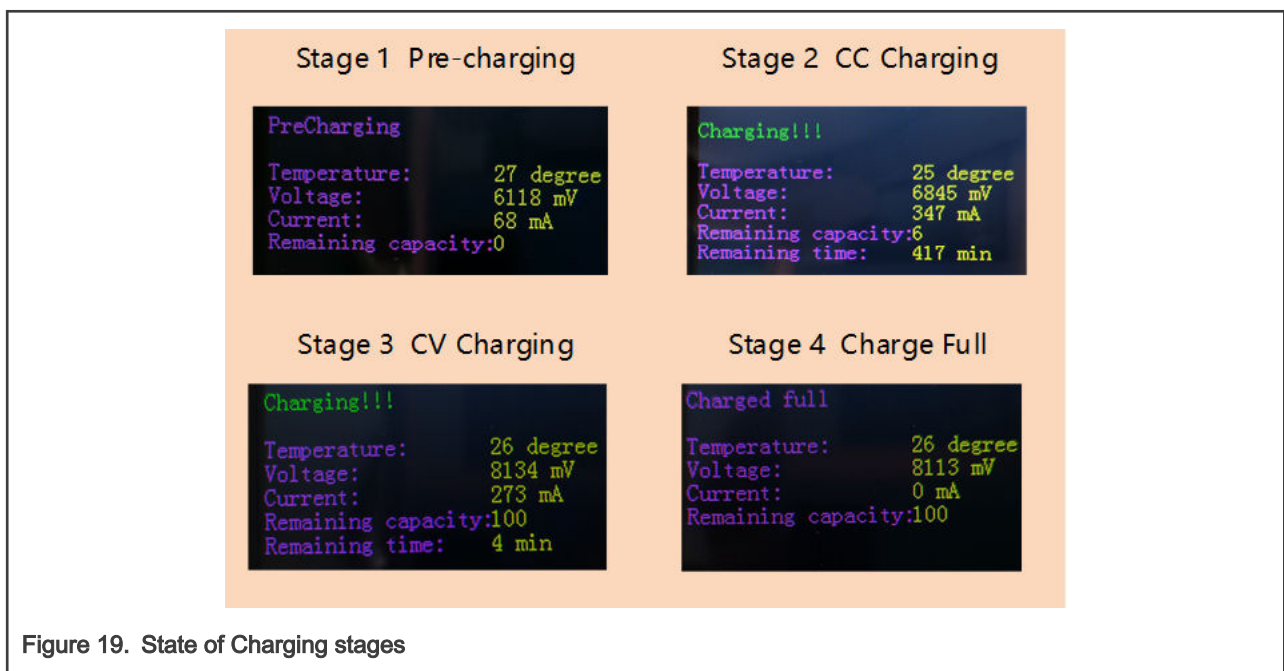 Stage 1 Pre-charging
PreCharging
Temperature: 27 degree
Voltage: 6118 mV
Current: 68 mA
Remaining capacity:0
Stage 2 CC Charging
Charging!!!
Temperature: 25 degree
Voltage: 6845 mV
Current: 347 mA
Remaining capacity:6
Remaining time: 417 min
Stage 3 CV Charging
Charging!!!
Temperature: 26 degree
Voltage: 8134 mV
Current: 273 mA
Remaining capacity:100
Remaining time: 4 min
Stage 4 Charge Full
Charged full
Temperature: 26 degree
Voltage: 8113 mV
Current: 0 mA
Remaining capacity:100
Figure 19. State of Charging stages